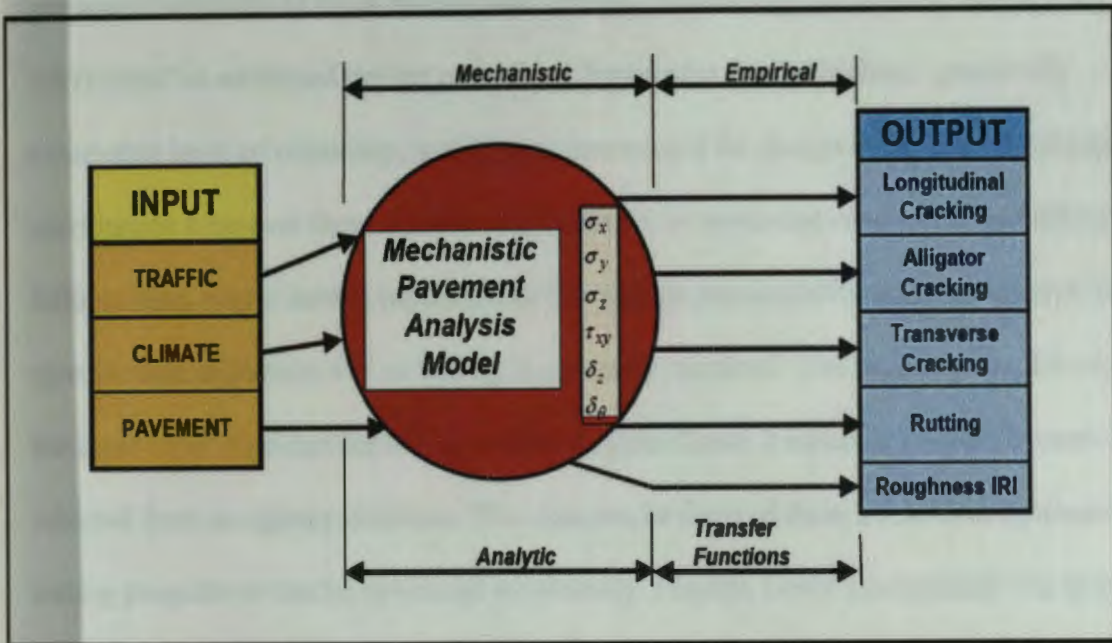 Mechanistic
Empirical
INPUT
TRAFFIC
CLIMATE
PAVEMENT
Mechanistic
Pavement
Analysis
Model
σx
σy
σz
τxy
δz
δθ
OUTPUT
Longitudinal
Cracking
Alligator
Cracking
Transverse
Cracking
Rutting
Roughness IRI
Analytic
Transfer
Functions